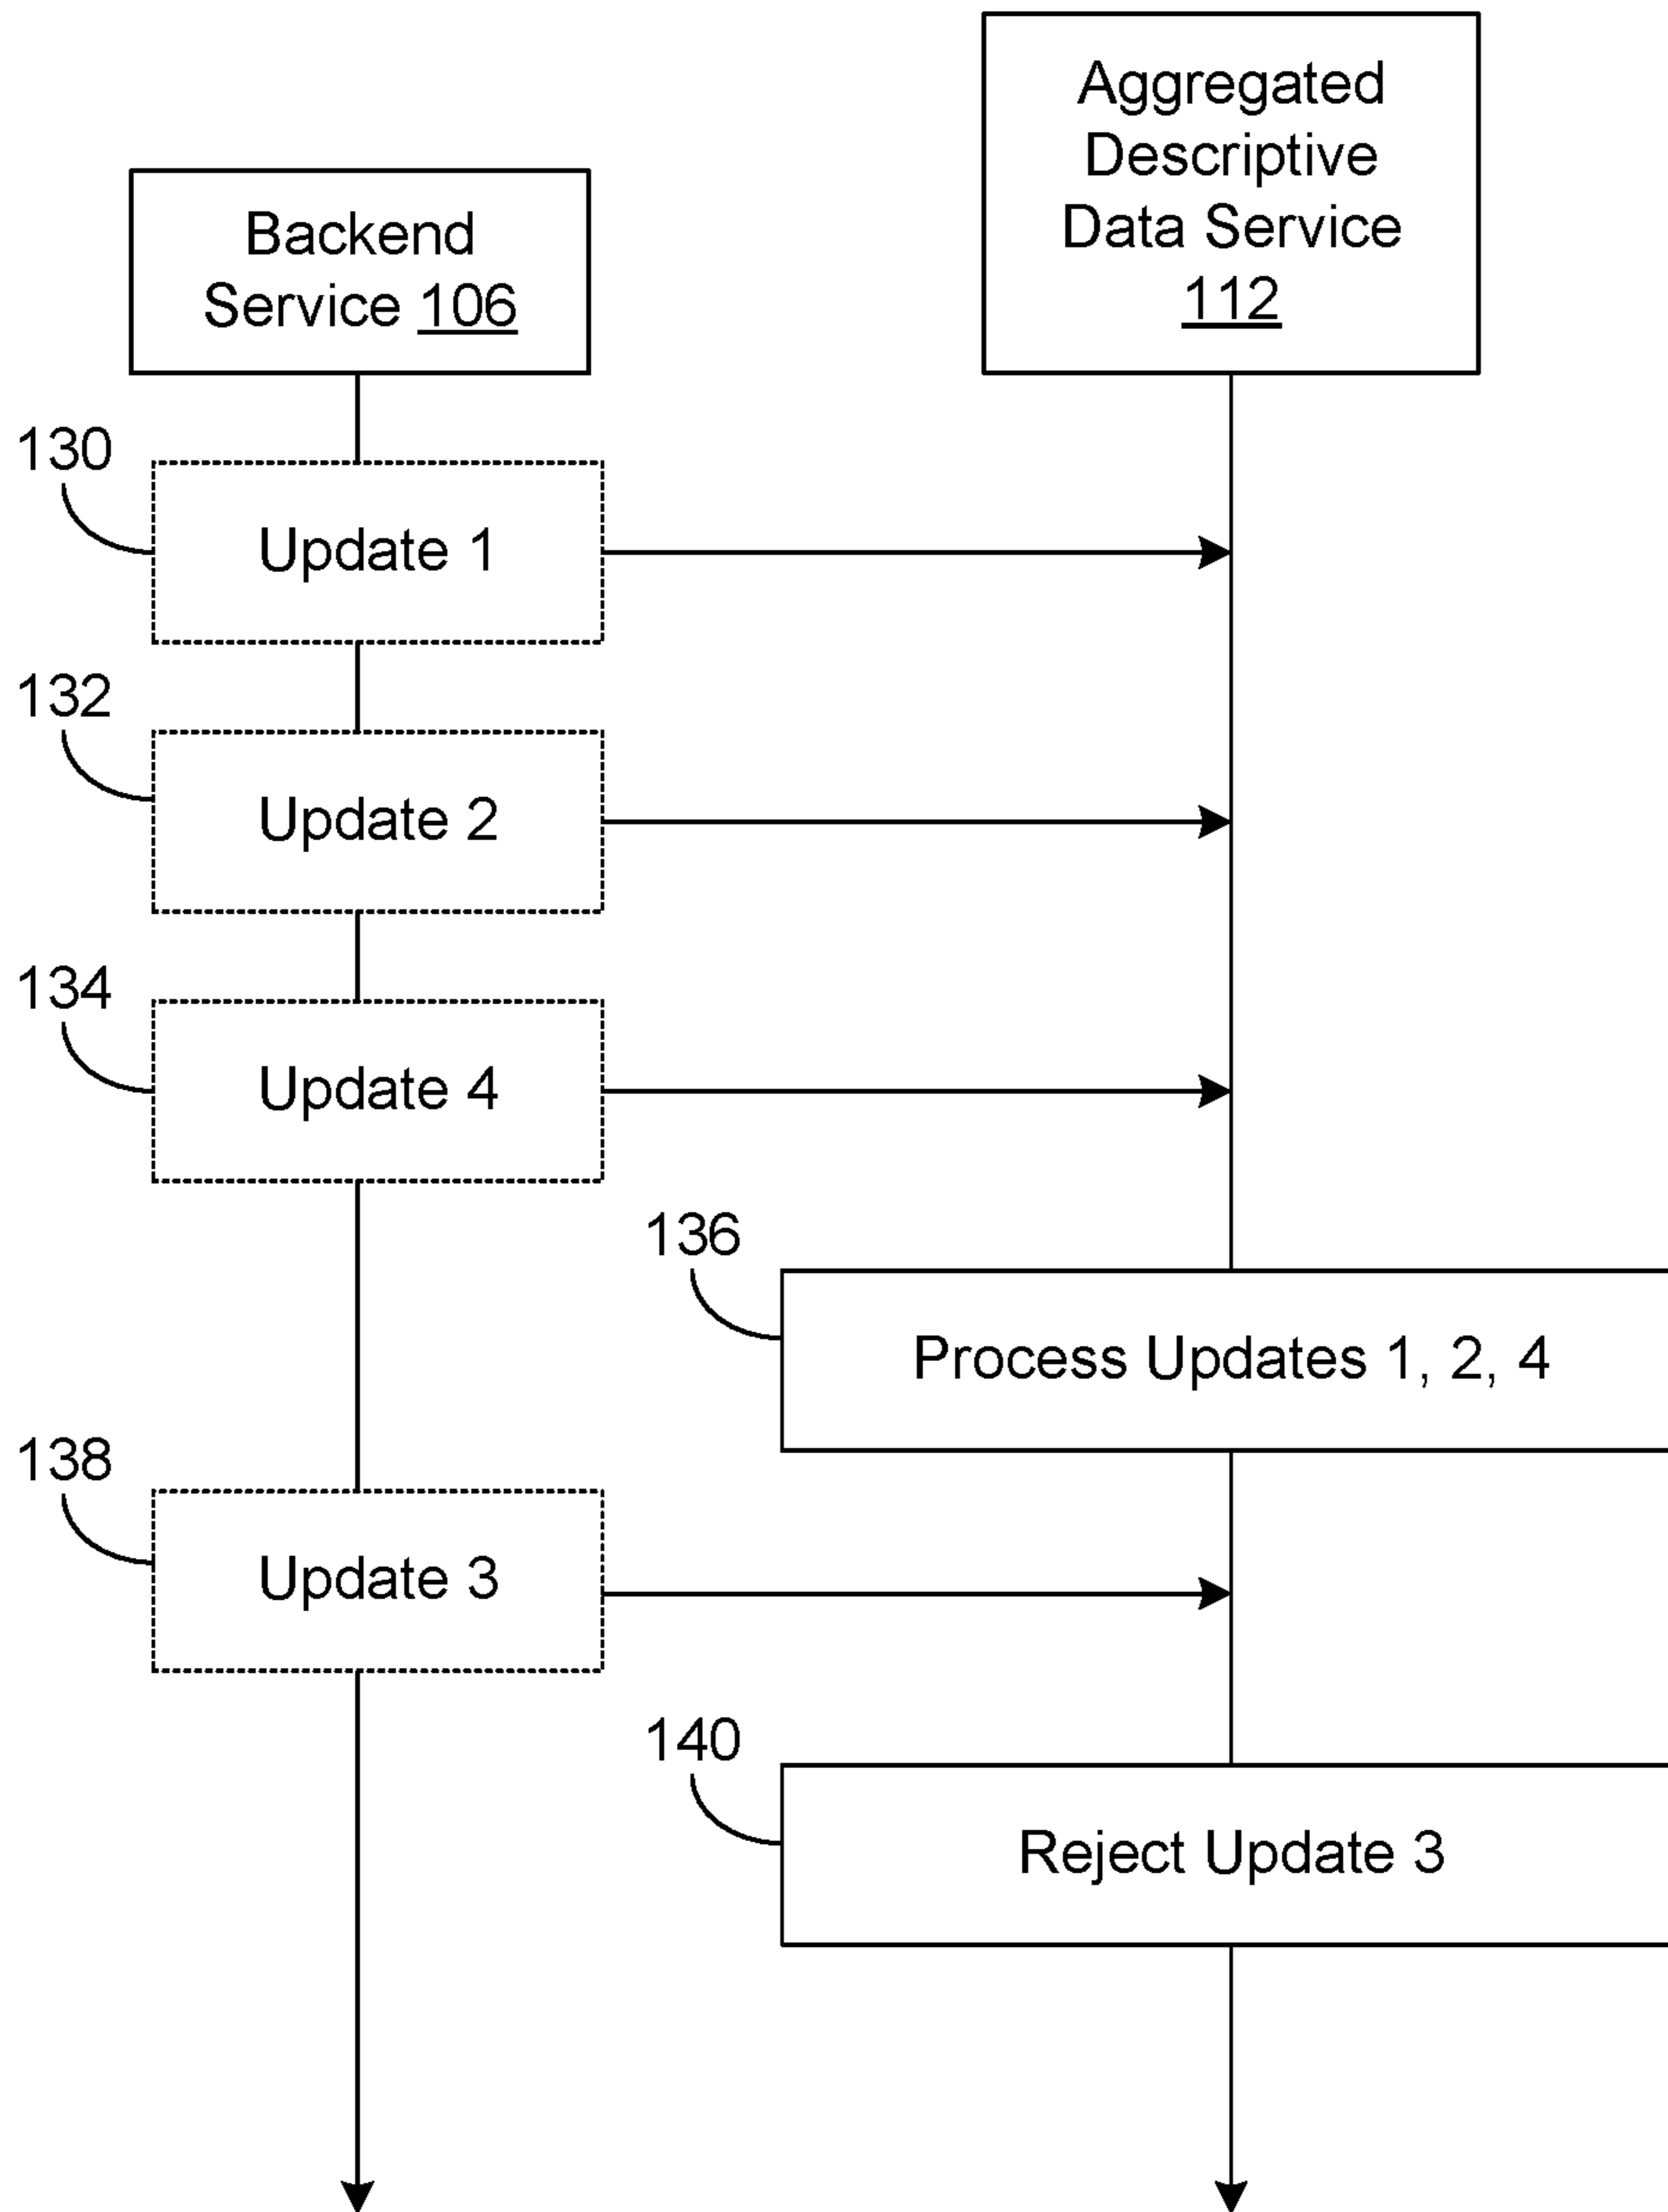 Aggregated
Descriptive
Data Service
112
Backend
Service 106
130
Update 1
132
Update 2
134
Update 4
136
Process Updates 1, 2, 4
138
Update 3
140
Reject Update 3